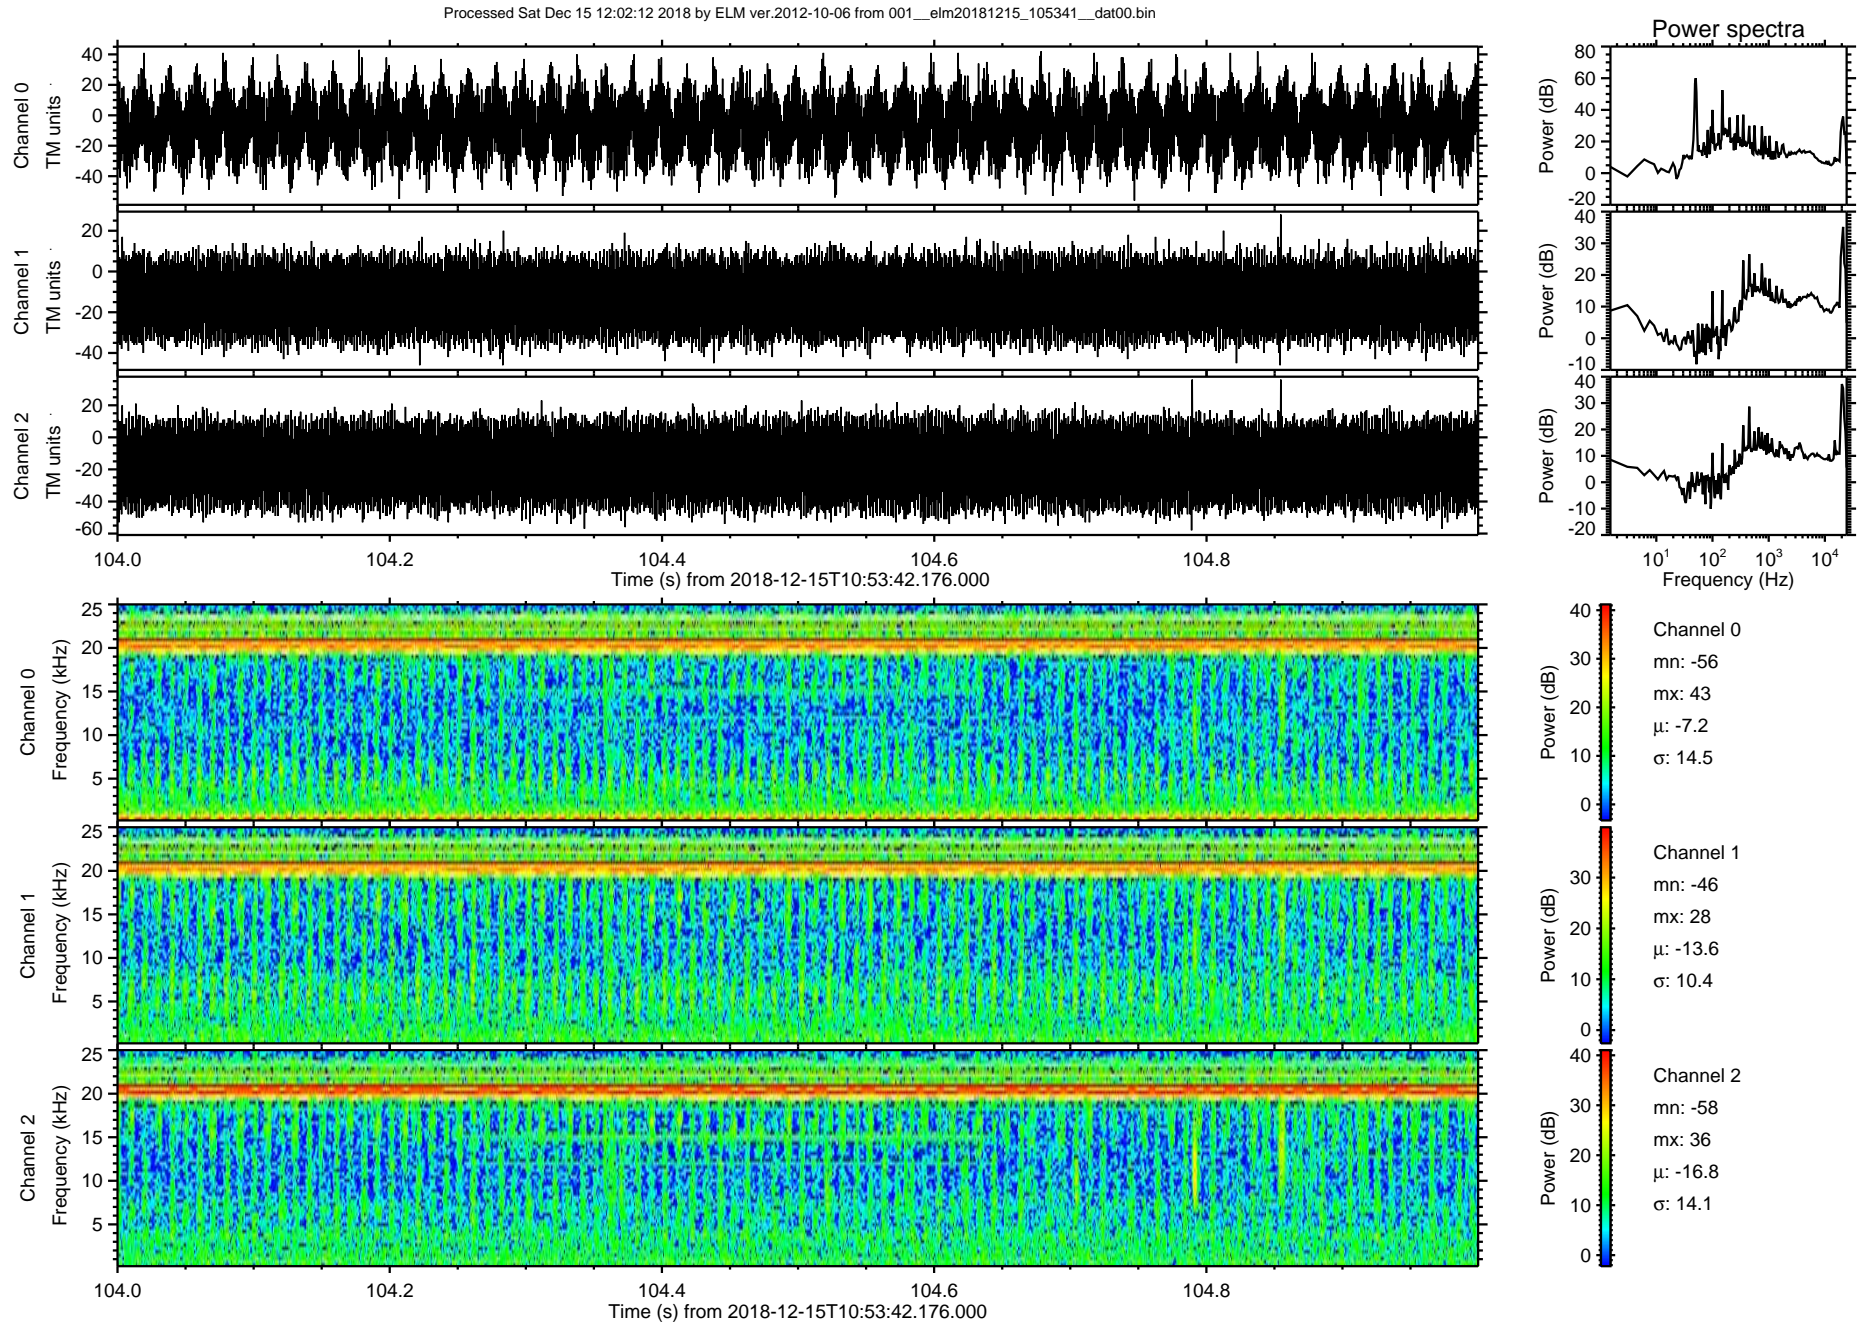 Processed Sat Dec 15 12:02:12 2018 by ELM ver.2012-10-06 from 001__elm20181215_105341__dat00.bin
Power spectra
Channel 0
TM units
40
20
0
-20
-40
Power (dB)
80
60
40
20
0
-20
Channel 1
TM units
20
0
-20
-40
Power (dB)
40
30
20
10
0
-10
Channel 2
TM units
20
0
-20
-40
-60
Power (dB)
40
30
20
10
0
-10
-20
104.0 104.2 104.4 104.6 104.8
Time (s) from 2018-12-15T10:53:42.176.000
10^1 10^2 10^3 10^4
Frequency (Hz)
Channel 0
Frequency (kHz)
25
20
15
10
5
Power (dB)
40
30
20
10
0
Channel 0
mn: -56
mx: 43
μ: -7.2
σ: 14.5
Channel 1
Frequency (kHz)
25
20
15
10
5
Power (dB)
30
20
10
0
Channel 1
mn: -46
mx: 28
μ: -13.6
σ: 10.4
Channel 2
Frequency (kHz)
25
20
15
10
5
Power (dB)
40
30
20
10
0
Channel 2
mn: -58
mx: 36
μ: -16.8
σ: 14.1
104.0 104.2 104.4 104.6 104.8
Time (s) from 2018-12-15T10:53:42.176.000